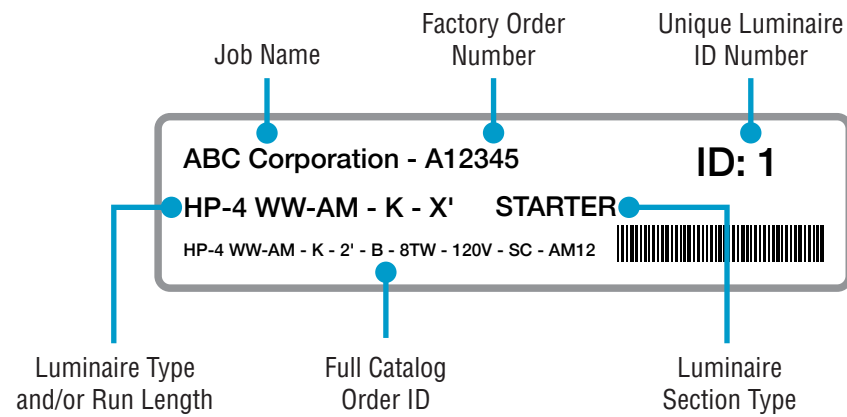 Job Name
Factory Order
Number
Unique Luminaire
ID Number
ABC Corporation - A12345
ID: 1
HP-4 WW-AM - K - X' STARTER
HP-4 WW-AM - K - 2' - B - 8TW - 120V - SC - AM12
Luminaire Type
and/or Run Length
Full Catalog
Order ID
Luminaire
Section Type